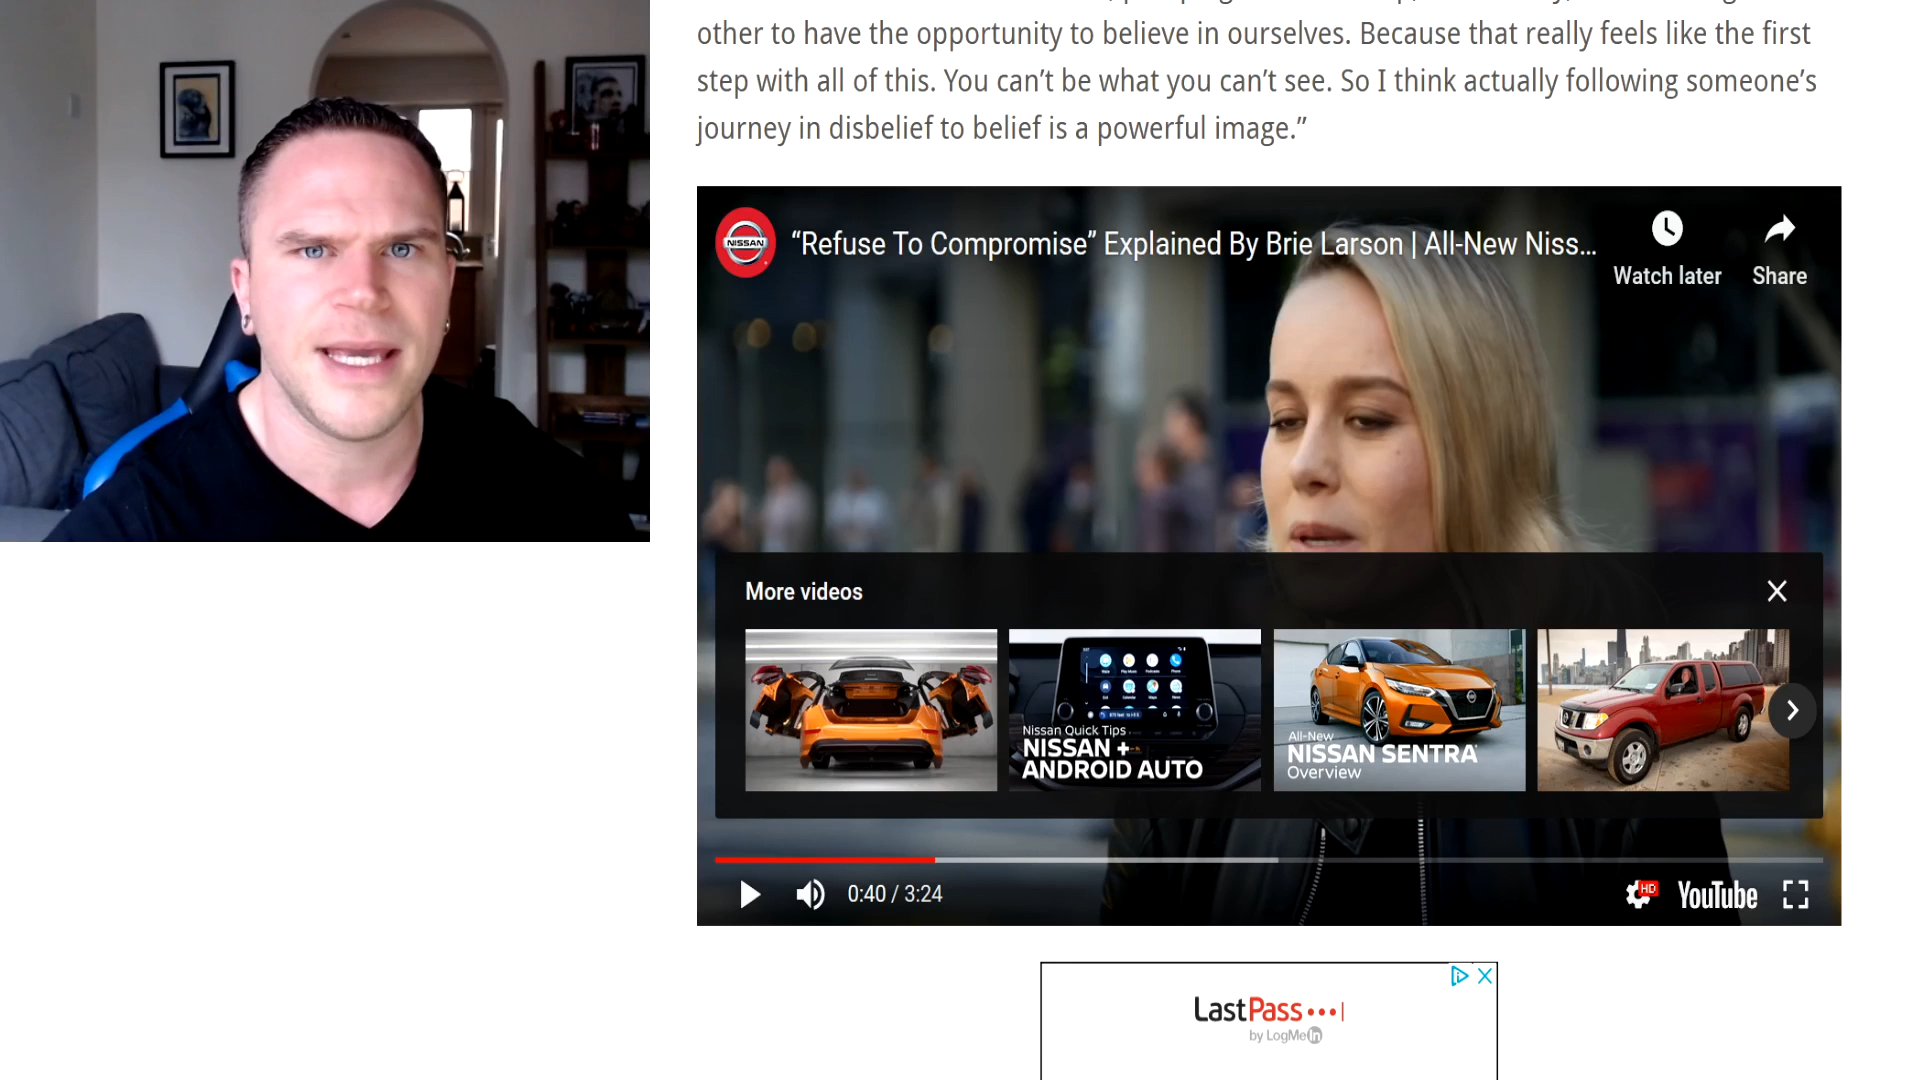 other to have the opportunity to believe in ourselves. Because that really feels like the first
step with all of this. You can’t be what you can’t see. So I think actually following someone’s
journey in disbelief to belief is a powerful image.”
NISSAN
“Refuse To Compromise” Explained By Brie Larson | All-New Niss...
Watch later
Share
More videos
Nissan Quick Tips
NISSAN +
ANDROID AUTO
All-New
NISSAN SENTRA
Overview
0:40 / 3:24
HD
YouTube
LastPass
by LogMeIn